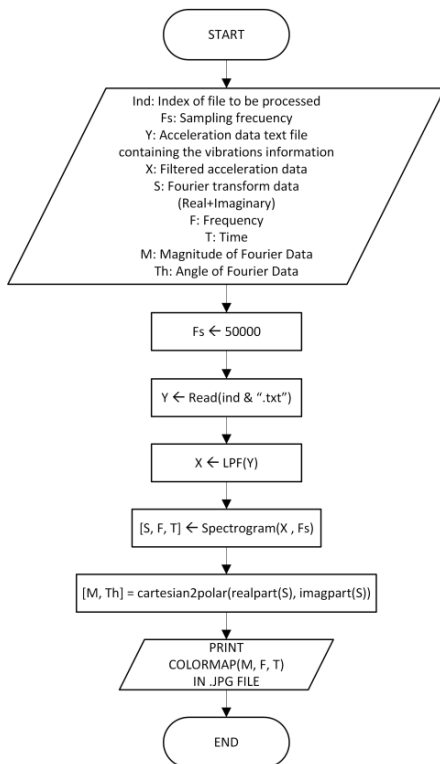 START
Ind: Index of file to be processed
Fs: Sampling frecuency
Y: Acceleration data text file
containing the vibrations information
X: Filtered acceleration data
S: Fourier transform data
(Real+Imaginary)
F: Frequency
T: Time
M: Magnitude of Fourier Data
Th: Angle of Fourier Data
Fs ← 50000
Y ← Read(ind & “.txt”)
X ← LPF(Y)
[S, F, T] ← Spectrogram(X , Fs)
[M, Th] = cartesian2polar(realpart(S), imagpart(S))
PRINT
COLORMAP(M, F, T)
IN .JPG FILE
END